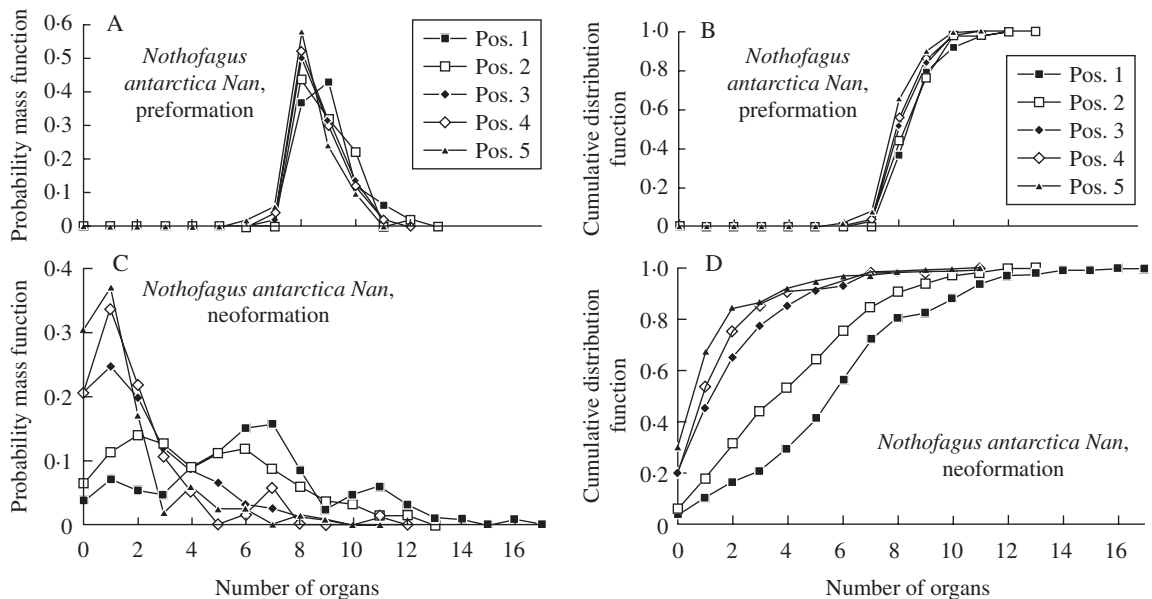 A
Nothofagus
antarctica Nan,
preformation
Probability mass function
0·6
0·5
0·4
0·3
0·2
0·1
0
Pos. 1
Pos. 2
Pos. 3
Pos. 4
Pos. 5
B
Nothofagus
antarctica Nan,
preformation
Cumulative distribution
function
1·0
0·8
0·6
0·4
0·2
0
Pos. 1
Pos. 2
Pos. 3
Pos. 4
Pos. 5
C
Nothofagus antarctica Nan,
neoformation
Probability mass function
0·4
0·3
0·2
0·1
0
0 2 4 6 8 10 12 14 16
Number of organs
D
Nothofagus antarctica Nan,
neoformation
Cumulative distribution
function
1·0
0·8
0·6
0·4
0·2
0
0 2 4 6 8 10 12 14 16
Number of organs